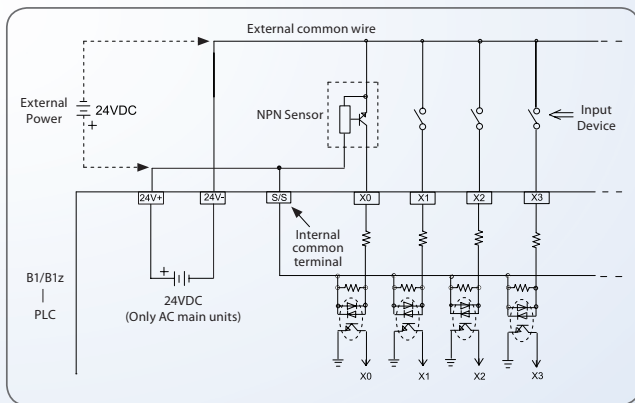 External common wire
External
Power
24VDC
+
NPN Sensor
Input
Device
24V+
24V-
S/S
X0
X1
X2
X3
Internal
common
terminal
+
B1/B1z
PLC
24VDC
(Only AC main units)
X0
X1
X2
X3